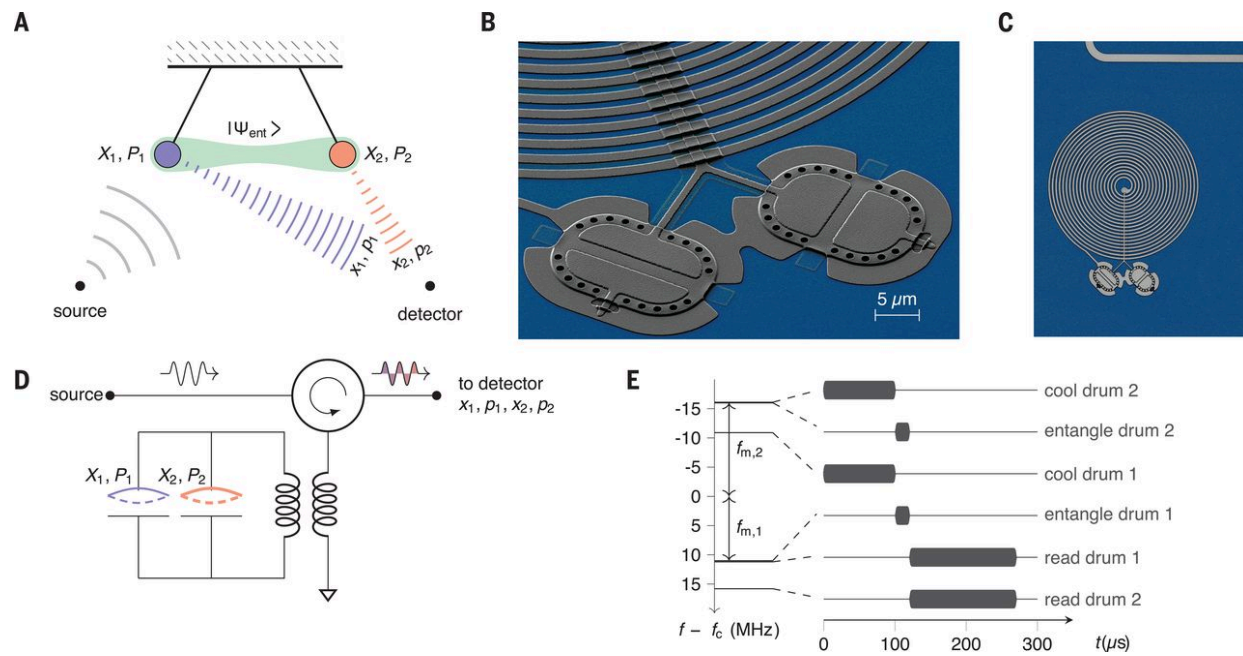 A
|Ψent⟩
X1, P1
X2, P2
x1, p1
x2, p2
source
detector
B
5 µm
C
D
source
to detector
x1, p1, x2, p2
X1, P1
X2, P2
E
-15
-10
-5
0
5
10
15
fm,2
fm,1
f – fc (MHz)
cool drum 2
entangle drum 2
cool drum 1
entangle drum 1
read drum 1
read drum 2
0
100
200
300
t(µs)